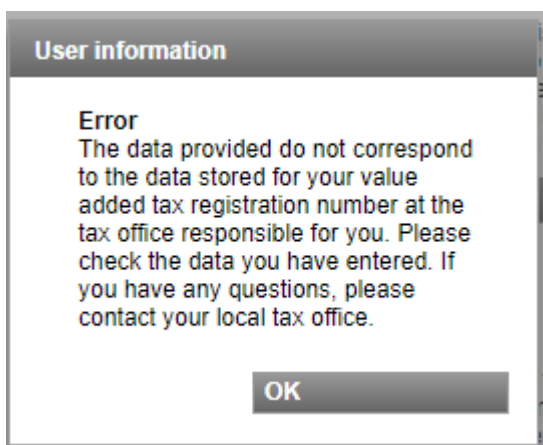 User information
Error
The data provided do not correspond
to the data stored for your value
added tax registration number at the
tax office responsible for you. Please
check the data you have entered. If
you have any questions, please
contact your local tax office.
OK